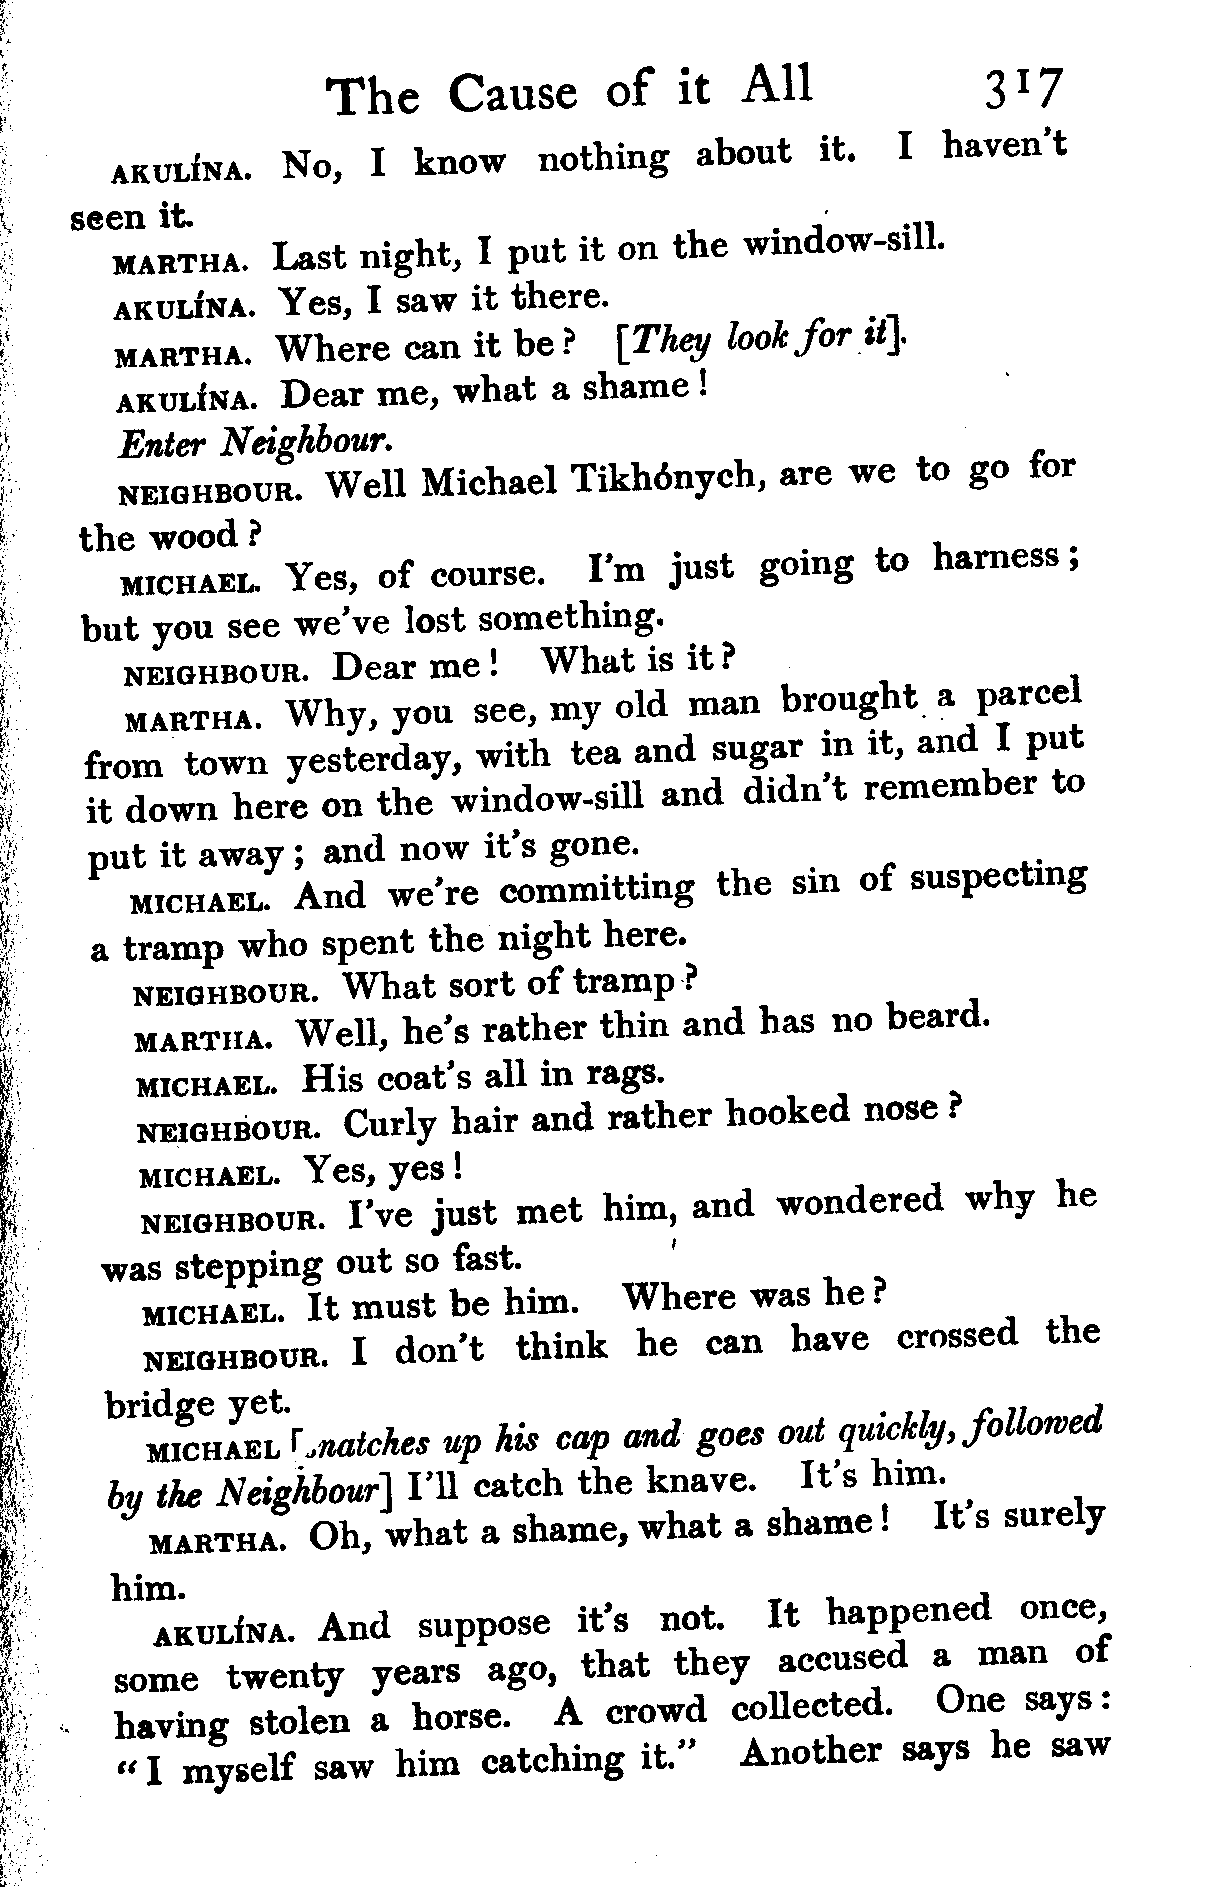 The Cause of it All 317
AKULÍNA. No, I know nothing about it. I haven't
seen it.
MARTHA. Last night, I put it on the window-sill.
AKULÍNA. Yes, I saw it there.
MARTHA. Where can it be? [They look for it].
AKULÍNA. Dear me, what a shame!
Enter Neighbour.
NEIGHBOUR. Well Michael Tikhónych, are we to go for
the wood?
MICHAEL. Yes, of course. I'm just going to harness;
but you see we've lost something.
NEIGHBOUR. Dear me! What is it?
MARTHA. Why, you see, my old man brought a parcel
from town yesterday, with tea and sugar in it, and I put
it down here on the window-sill and didn't remember to
put it away; and now it's gone.
MICHAEL. And we're committing the sin of suspecting
a tramp who spent the night here.
NEIGHBOUR. What sort of tramp?
MARTHA. Well, he's rather thin and has no beard.
MICHAEL. His coat's all in rags.
NEIGHBOUR. Curly hair and rather hooked nose?
MICHAEL. Yes, yes!
NEIGHBOUR. I've just met him, and wondered why he
was stepping out so fast.
MICHAEL. It must be him. Where was he?
NEIGHBOUR. I don't think he can have crossed the
bridge yet.
MICHAEL [snatches up his cap and goes out quickly, followed
by the Neighbour] I'll catch the knave. It's him.
MARTHA. Oh, what a shame, what a shame! It's surely
him.
AKULÍNA. And suppose it's not. It happened once,
some twenty years ago, that they accused a man of
having stolen a horse. A crowd collected. One says:
"I myself saw him catching it." Another says he saw